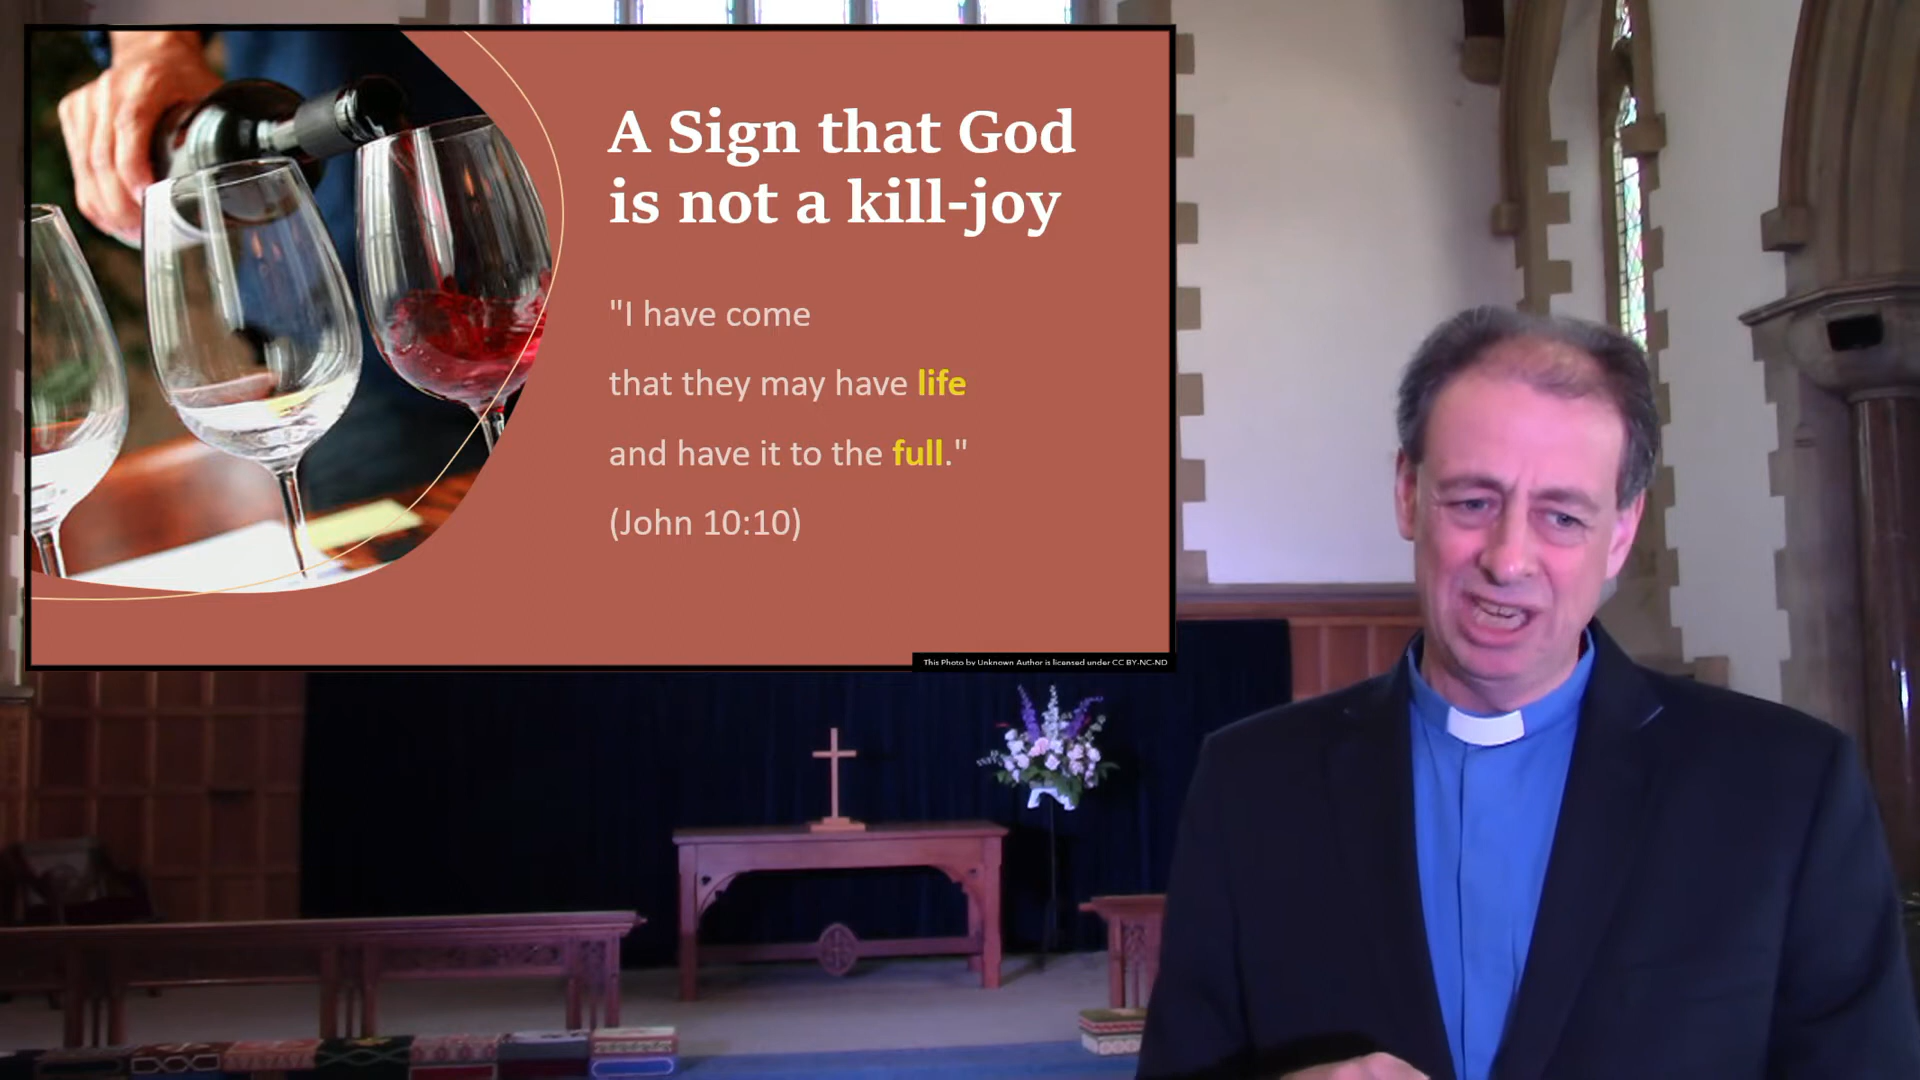 A Sign that God
is not a kill-joy
"I have come
that they may have life
and have it to the full."
(John 10:10)
This Photo by Unknown Author is licensed under CC BY-NC-ND